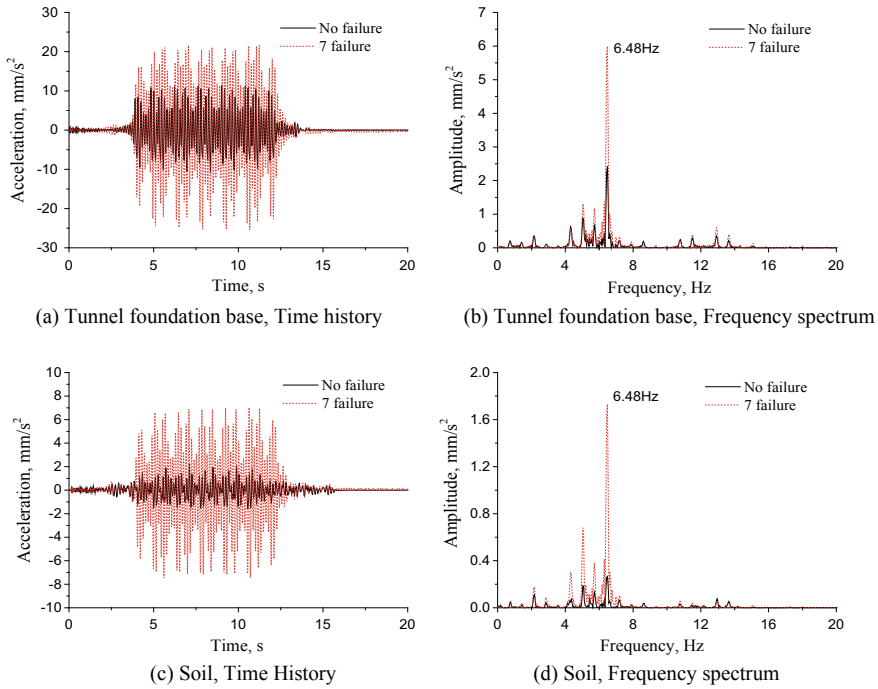 30
20
10
0
-10
-20
-30
Acceleration, mm/s²
No failure
7 failure
0 5 10 15 20
Time, s
(a) Tunnel foundation base, Time history
7
6
5
4
3
2
1
0
Amplitude, mm/s²
6.48Hz
No failure
7 failure
0 4 8 12 16 20
Frequency, Hz
(b) Tunnel foundation base, Frequency spectrum
10
8
6
4
2
0
-2
-4
-6
-8
-10
Acceleration, mm/s²
No failure
7 failure
0 5 10 15 20
Time, s
(c) Soil, Time History
2.0
1.6
1.2
0.8
0.4
0.0
Amplitude, mm/s²
6.48Hz
No failure
7 failure
0 4 8 12 16 20
Frequency, Hz
(d) Soil, Frequency spectrum